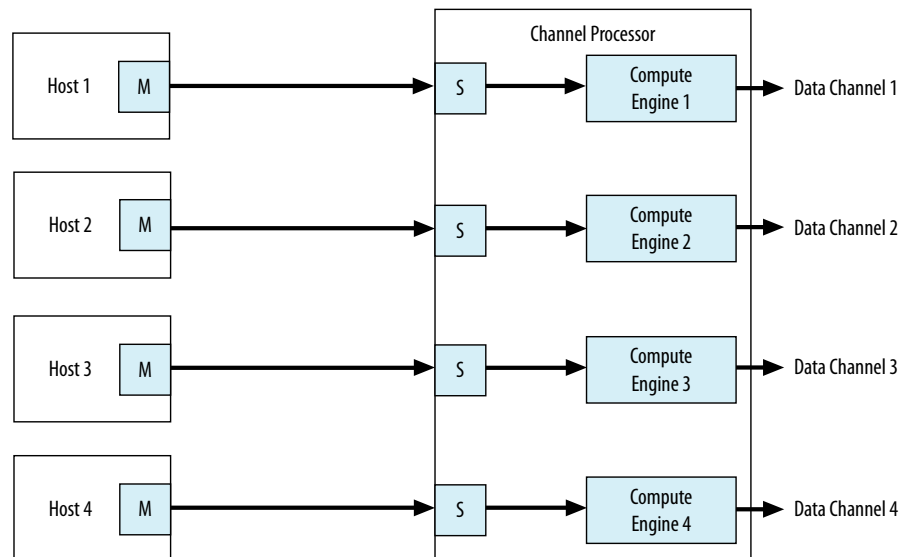 Channel Processor
Host 1
M
S
Compute
Engine 1
Data Channel 1
Host 2
M
S
Compute
Engine 2
Data Channel 2
Host 3
M
S
Compute
Engine 3
Data Channel 3
Host 4
M
S
Compute
Engine 4
Data Channel 4